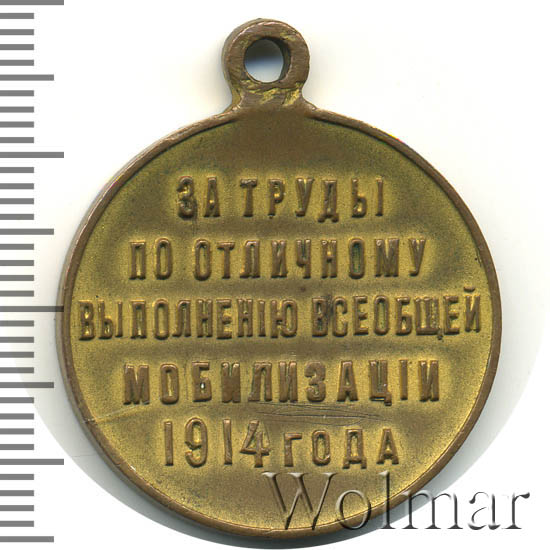 ЗА ТРУДЫ
ПО ОТЛИЧНОМУ
ВЫПОЛНЕНІЮ ВСЕОБЩЕЙ
МОБИЛИЗАЦІИ
1914 ГОДА
Wolmar